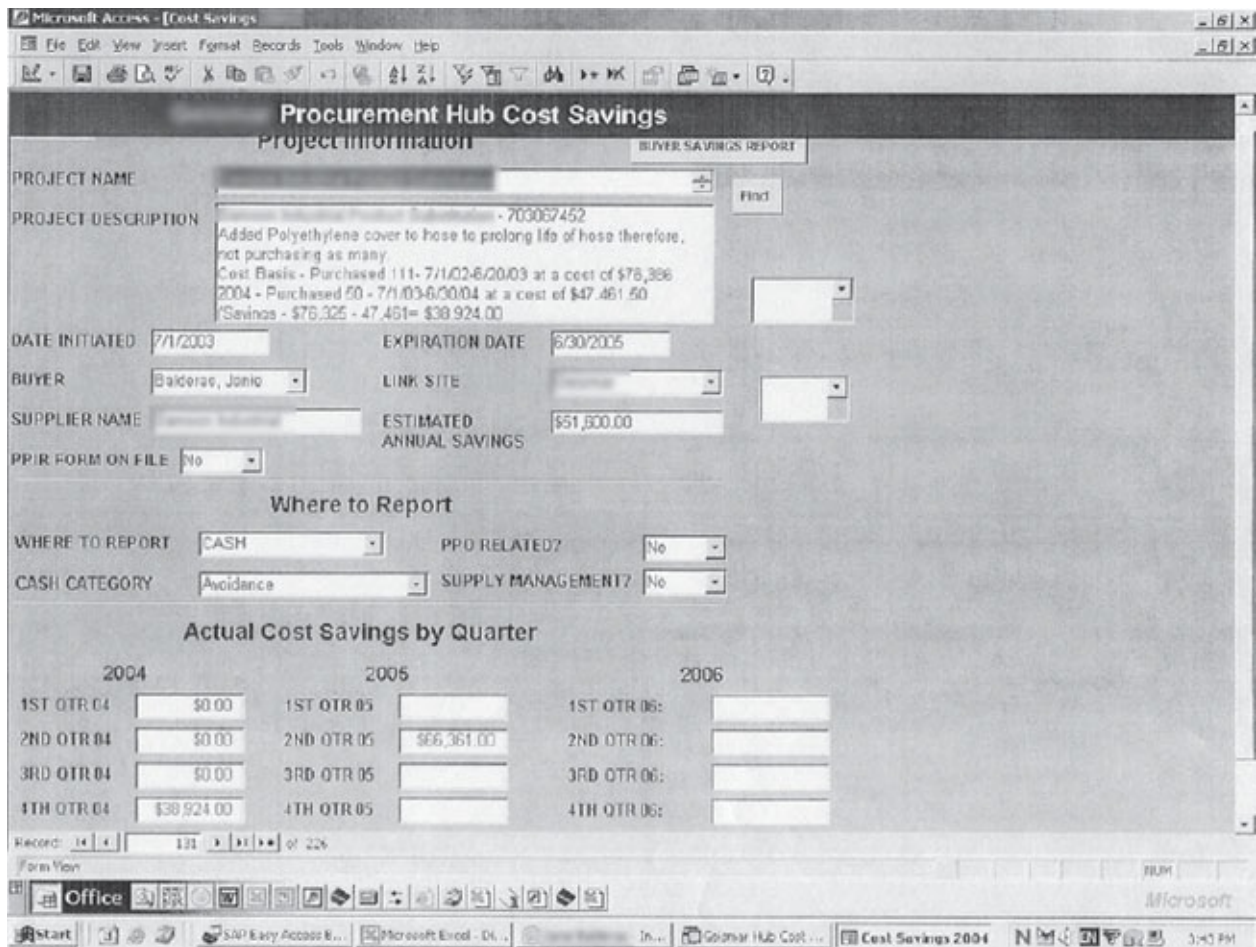 Microsoft Access - [Cost Savings
File Edit View Insert Format Records Tools Window Help
Procurement Hub Cost Savings
Project Information
BUYER SAVINGS REPORT
PROJECT NAME
Find
PROJECT DESCRIPTION
- 703067452
Added Polyethylene cover to hose to prolong life of hose therefore,
not purchasing as many.
Cost Basis - Purchased 111- 7/1/02-6/20/03 at a cost of $76,386
2004 - Purchased 50 - 7/1/03-6/30/04 at a cost of $47,461.50
/Savings - $76,325 - 47,461= $38,924.00
DATE INITIATED 7/1/2003 EXPIRATION DATE 6/30/2005
BUYER Balderas, LINK SITE
SUPPLIER NAME ESTIMATED ANNUAL SAVINGS $51,600.00
PPIR FORM ON FILE No
Where to Report
WHERE TO REPORT CASH PPO RELATED? No
CASH CATEGORY Avoidance SUPPLY MANAGEMENT? No
Actual Cost Savings by Quarter
2004 2005 2006
1ST QTR 04 $0.00 1ST QTR 05 1ST QTR 06:
2ND QTR 04 $0.00 2ND QTR 05 $66,361.00 2ND QTR 06:
3RD QTR 04 $0.00 3RD QTR 05 3RD QTR 06:
4TH QTR 04 $38,924.00 4TH QTR 05 4TH QTR 06:
Record: 131 of 226
Form View NUM
Office Microsoft
Start SAP Easy Access E... Microsoft Excel - In... Hub Cost ... Cost Savings 2004 3:43 PM